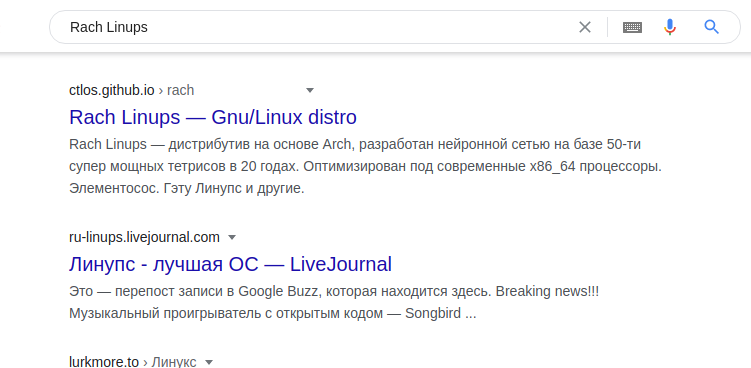 Rach Linups
ctlos.github.io › rach
Rach Linups — Gnu/Linux distro
Rach Linups — дистрибутив на основе Arch, разработан нейронной сетью на базе 50-ти
супер мощных тетрисов в 20 годах. Оптимизирован под современные x86_64 процессоры.
Элементосос. Гэту Линупс и другие.
ru-linups.livejournal.com
Линупс - лучшая ОС — LiveJournal
Это — перепост записи в Google Buzz, которая находится здесь. Breaking news!!!
Музыкальный проигрыватель с открытым кодом — Songbird ...
lurkmore.to › Линукс